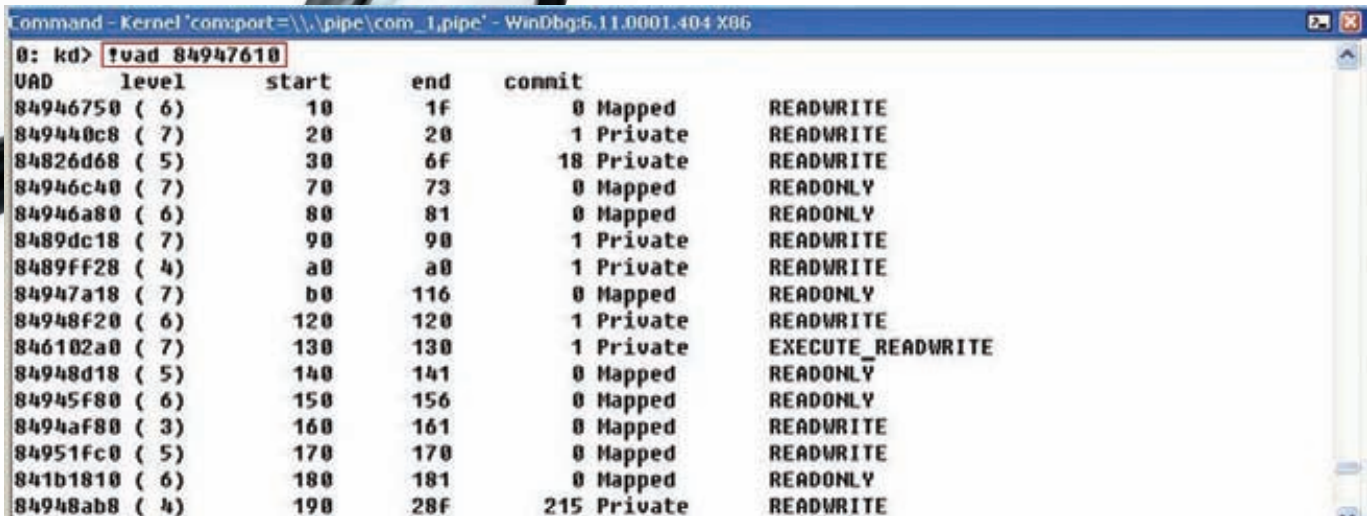 Command - Kernel 'com:port=\\.\pipe\com_1,pipe' - WinDbg:6.11.0001.404 X86
0: kd> !vad 84947610
VAD level start end commit
84946750 ( 6) 10 1f 0 Mapped READWRITE
849440c8 ( 7) 20 20 1 Private READWRITE
84826d68 ( 5) 30 6f 18 Private READWRITE
84946c40 ( 7) 70 73 0 Mapped READONLY
84946a80 ( 6) 80 81 0 Mapped READONLY
8489dc18 ( 7) 90 90 1 Private READWRITE
8489ff28 ( 4) a0 a0 1 Private READWRITE
84947a18 ( 7) b0 116 0 Mapped READONLY
84948f20 ( 6) 120 120 1 Private READWRITE
846102a0 ( 7) 130 130 1 Private EXECUTE_READWRITE
84948d18 ( 5) 140 141 0 Mapped READONLY
84945f80 ( 6) 150 156 0 Mapped READONLY
8494af80 ( 3) 160 161 0 Mapped READWRITE
84951fc0 ( 5) 170 170 0 Mapped READWRITE
841b1810 ( 6) 180 181 0 Mapped READONLY
84948ab8 ( 4) 190 28f 215 Private READWRITE